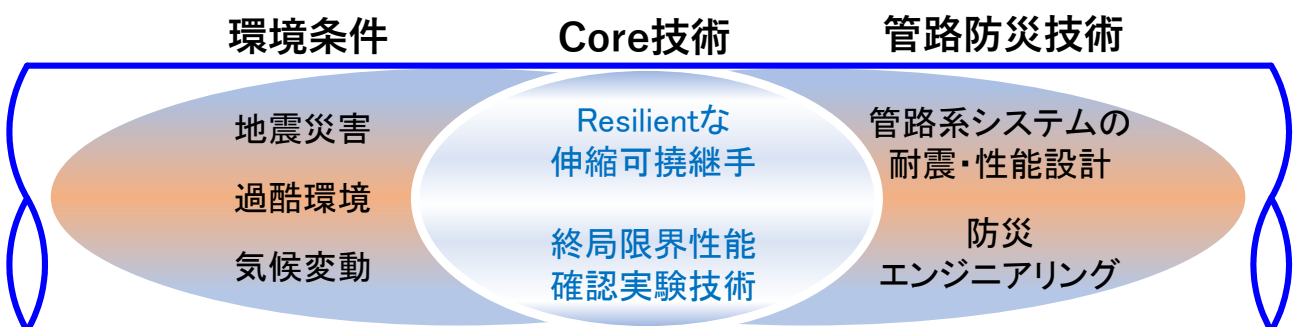 環境条件
Core技術
管路防災技術
地震災害
過酷環境
気候変動
Resilientな
伸縮可撓継手
終局限界性能
確認実験技術
管路系システムの
耐震・性能設計
防災
エンジニアリング